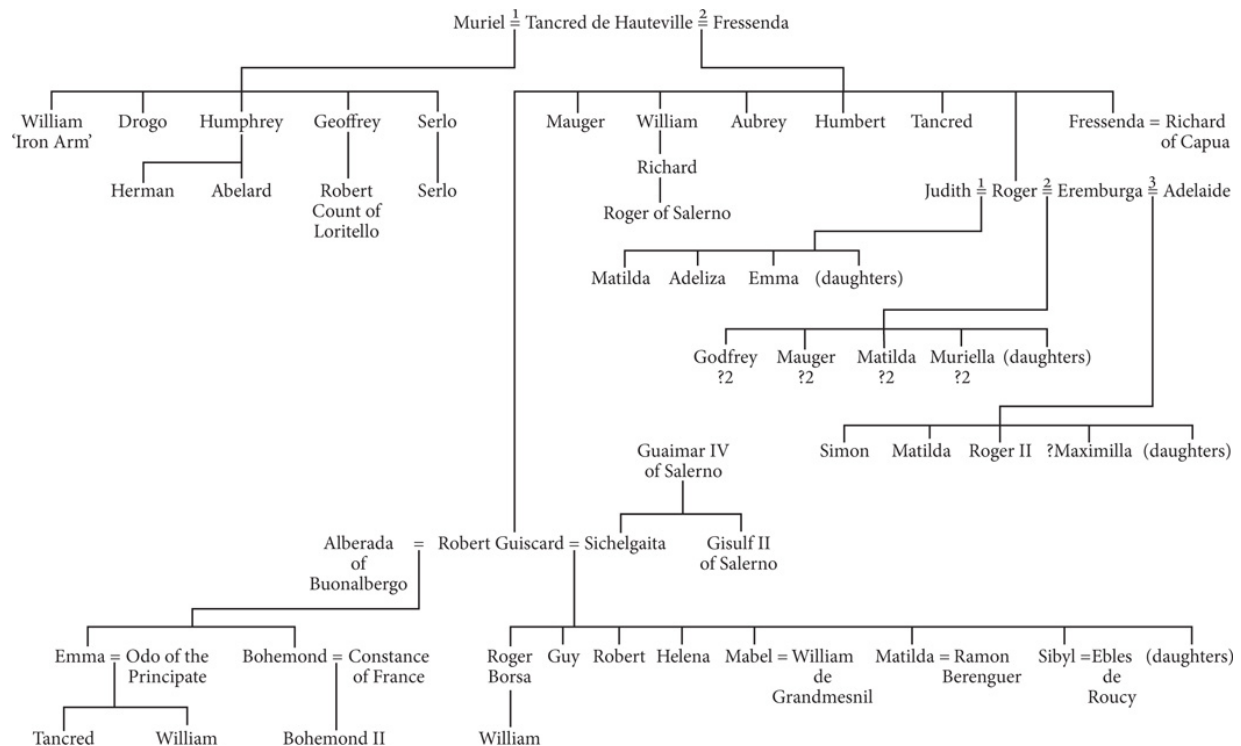 Muriel 1= Tancred de Hauteville 2= Fressenda
William Drogo Humphrey Geoffrey Serlo Mauger William Aubrey Humbert Tancred Fressenda = Richard
'Iron Arm' of Capua
Richard
Herman Abelard Robert Serlo Judith 1= Roger 2= Eremburga 3= Adelaide
Count of Roger of Salerno
Loritello
Matilda Adeliza Emma (daughters)
Godfrey Mauger Matilda Muriella (daughters)
?2 ?2 ?2 ?2
Simon Matilda Roger II ?Maximilla (daughters)
Guaimar IV
of Salerno
Alberada = Robert Guiscard = Sichelgaita Gisulf II
of of Salerno
Buonalbergo
Emma = Odo of the Bohemond = Constance Roger Guy Robert Helena Mabel = William Matilda = Ramon Sibyl =Ebles (daughters)
Principate of France Borsa de Berenguer de
Grandmesnil Roucy
Tancred William Bohemond II William